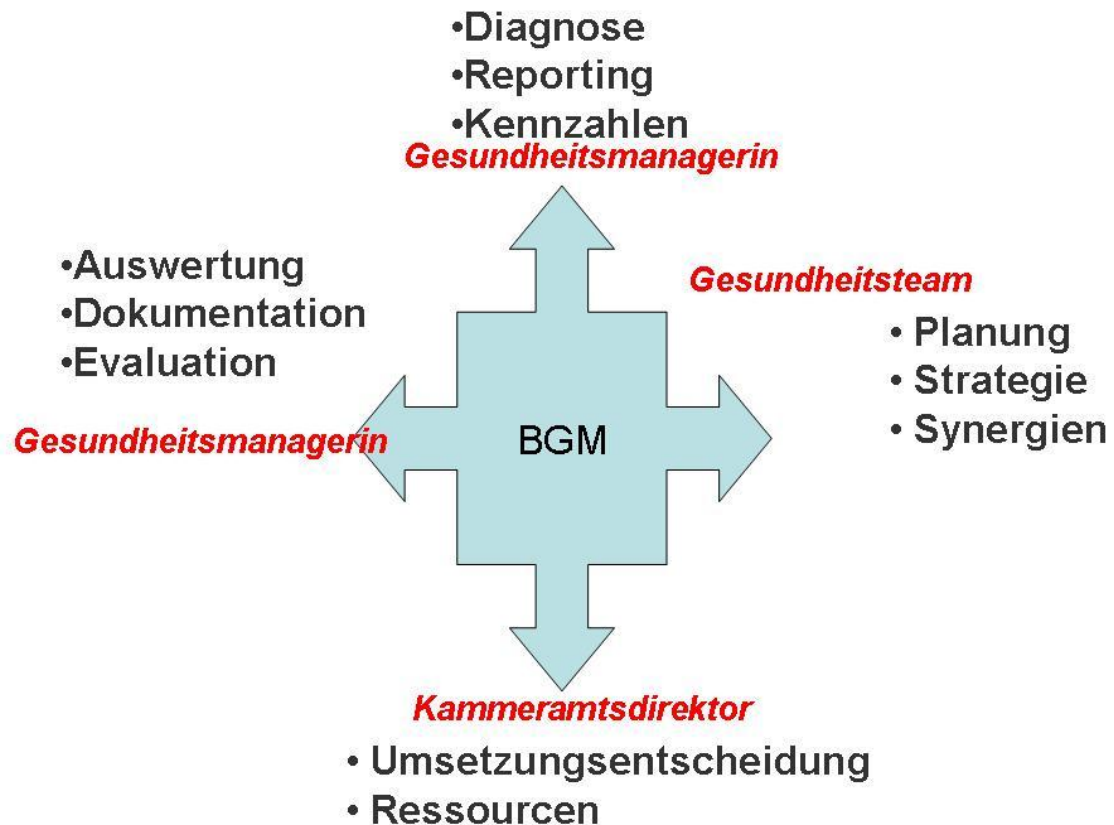 •Diagnose
•Reporting
•Kennzahlen
Gesundheitsmanagerin
•Auswertung
•Dokumentation
•Evaluation
Gesundheitsmanagerin
BGM
Gesundheitsteam
• Planung
• Strategie
• Synergien
Kammeramtsdirektor
• Umsetzungsentscheidung
• Ressourcen